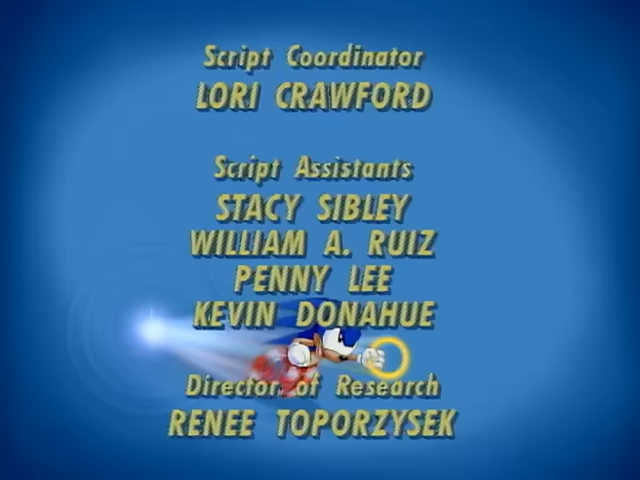 Script Coordinator
LORI CRAWFORD
Script Assistants
STACY SIBLEY
WILLIAM A. RUIZ
PENNY LEE
KEVIN DONAHUE
Director of Research
RENEE TOPORZYSEK